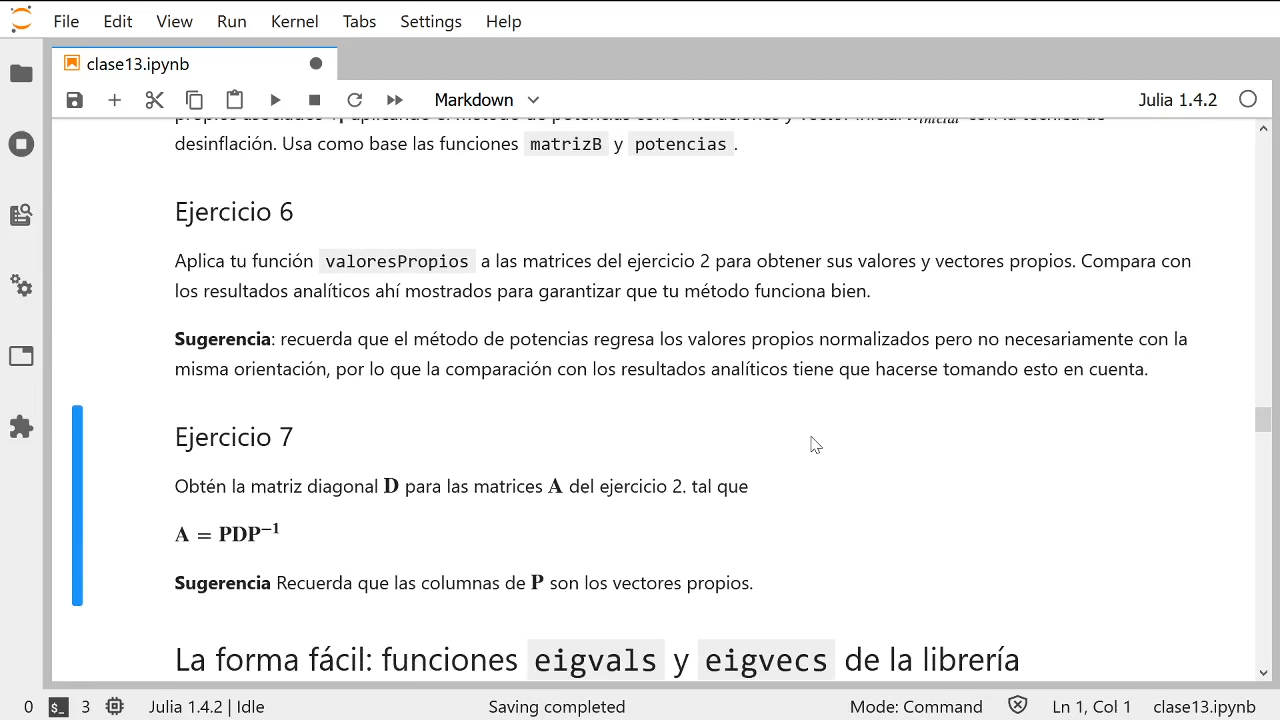 File Edit View Run Kernel Tabs Settings Help
clase13.ipynb
Markdown
Julia 1.4.2
desinflación. Usa como base las funciones matrizB y potencias.
Ejercicio 6
Aplica tu función valoresPropios a las matrices del ejercicio 2 para obtener sus valores y vectores propios. Compara con
los resultados analíticos ahí mostrados para garantizar que tu método funciona bien.
Sugerencia: recuerda que el método de potencias regresa los valores propios normalizados pero no necesariamente con la
misma orientación, por lo que la comparación con los resultados analíticos tiene que hacerse tomando esto en cuenta.
Ejercicio 7
Obtén la matriz diagonal D para las matrices A del ejercicio 2. tal que
A = PDP⁻¹
Sugerencia Recuerda que las columnas de P son los vectores propios.
La forma fácil: funciones eigvals y eigvecs de la librería
0 $_ 3 Julia 1.4.2 | Idle Saving completed Mode: Command Ln 1, Col 1 clase13.ipynb